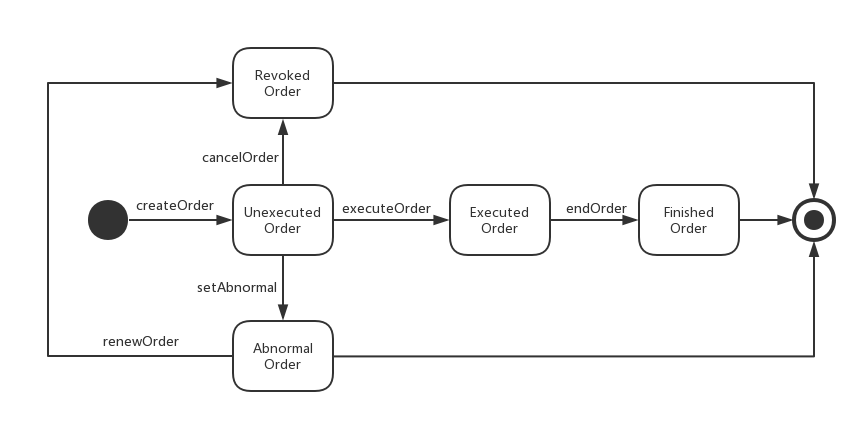 Revoked
Order
cancelOrder
createOrder
Unexecuted
Order
executeOrder
Executed
Order
endOrder
Finished
Order
setAbnormal
renewOrder
Abnormal
Order